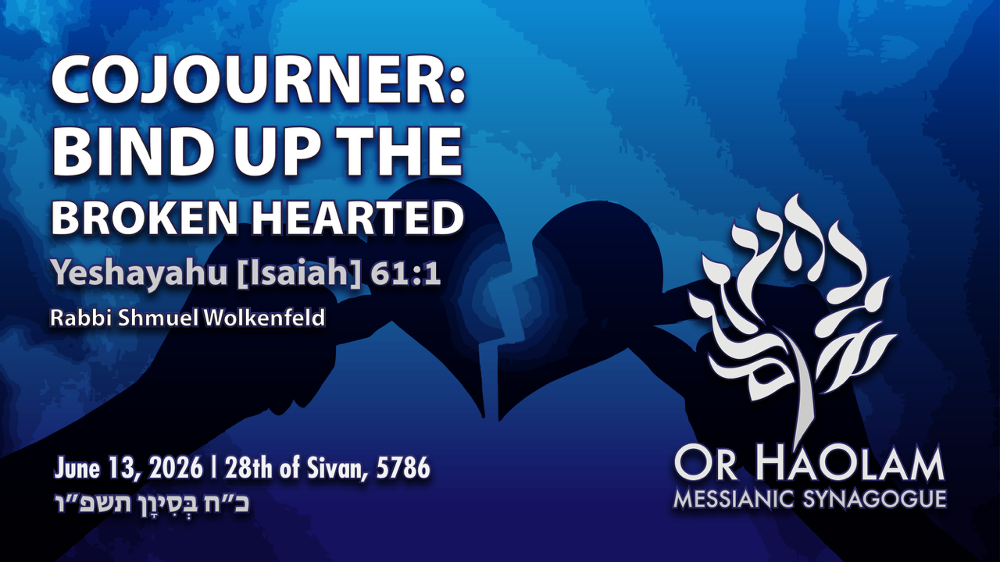 COJOURNER:
BIND UP THE
BROKEN HEARTED
Yeshayahu [Isaiah] 61:1
Rabbi Shmuel Wolkenfeld
June 13, 2026 | 28th of Sivan, 5786
כ״ח בְּסִיוָן תשפ״ו
OR HAOLAM
MESSIANIC SYNAGOGUE